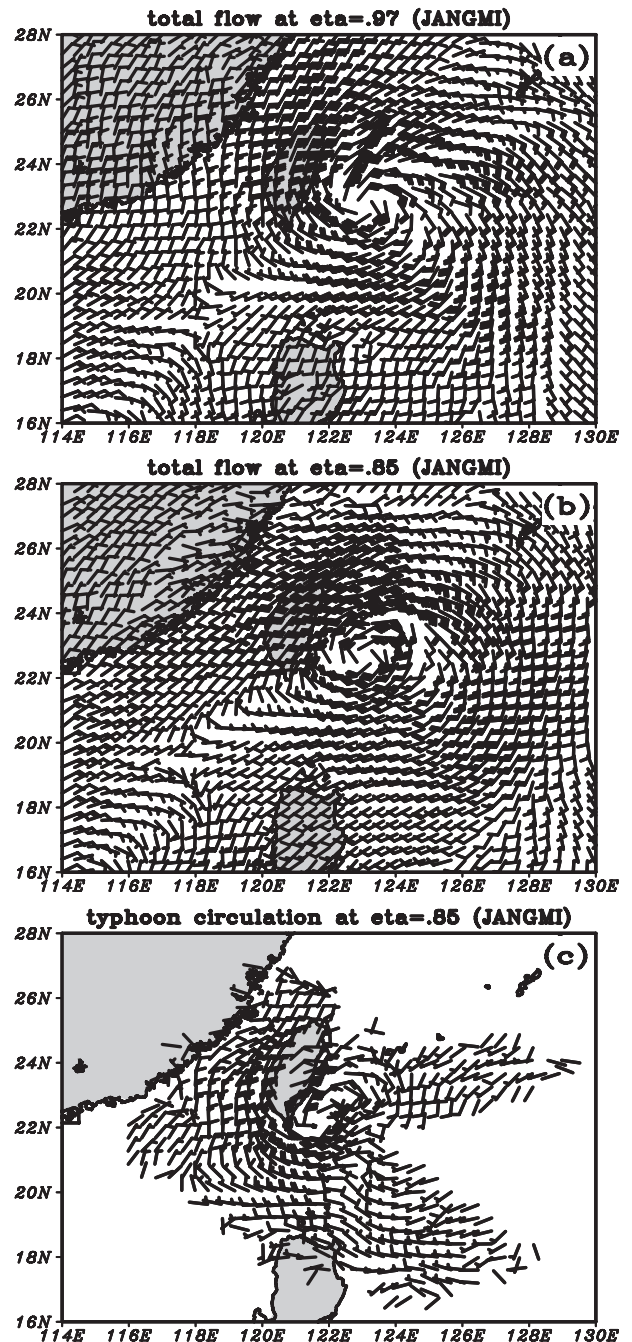 total flow at eta=.97 (JANGMI)
(a)
28N
26N
24N
22N
20N
18N
16N
114E 116E 118E 120E 122E 124E 126E 128E 130E
total flow at eta=.85 (JANGMI)
(b)
28N
26N
24N
22N
20N
18N
16N
114E 116E 118E 120E 122E 124E 126E 128E 130E
typhoon circulation at eta=.85 (JANGMI)
(c)
28N
26N
24N
22N
20N
18N
16N
114E 116E 118E 120E 122E 124E 126E 128E 130E